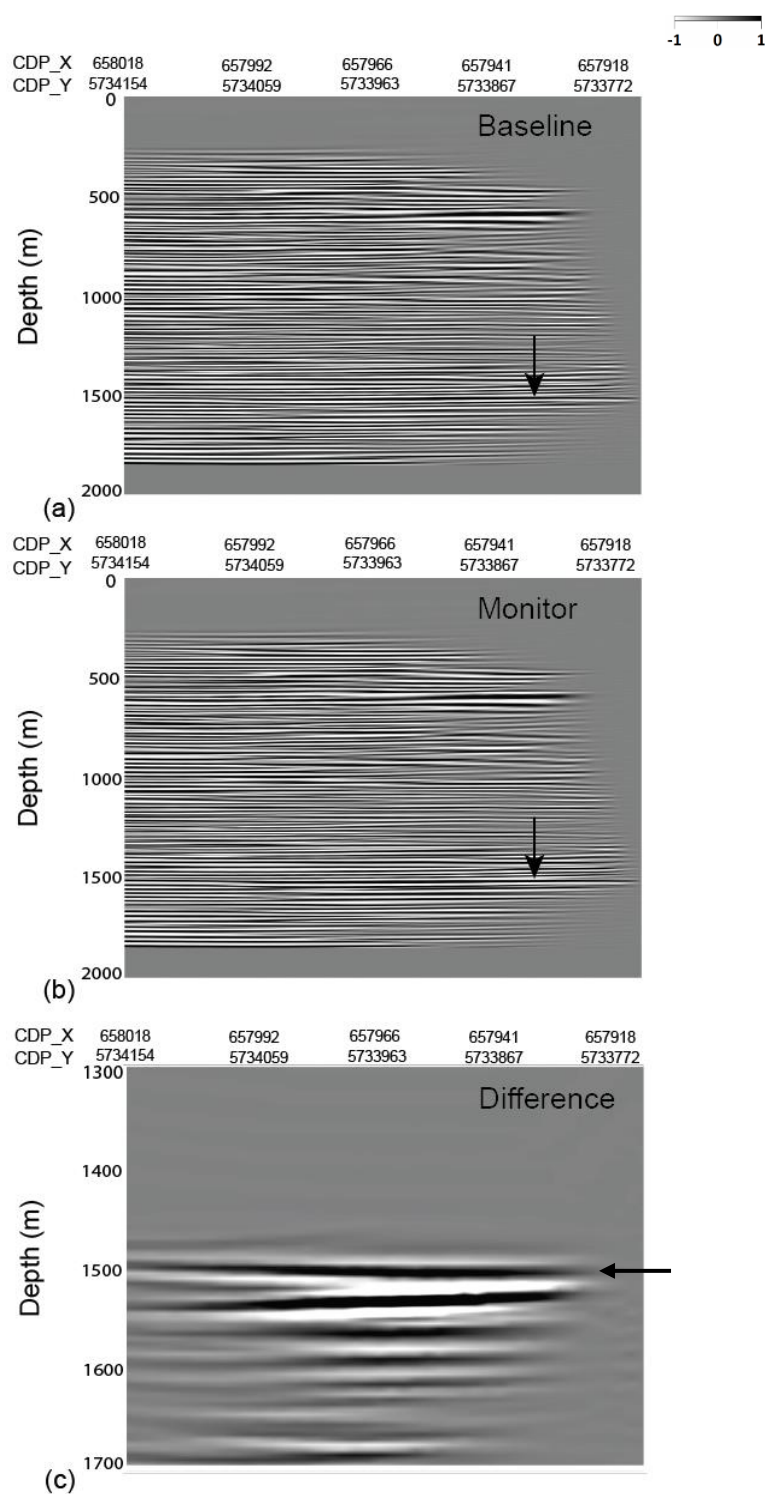 -1 0 1
CDP_X 658018 657992 657966 657941 657918
CDP_Y 5734154 5734059 5733963 5733867 5733772
0
Baseline
500
Depth (m)
1000
1500
2000
(a)
CDP_X 658018 657992 657966 657941 657918
CDP_Y 5734154 5734059 5733963 5733867 5733772
0
Monitor
500
Depth (m)
1000
1500
2000
(b)
CDP_X 658018 657992 657966 657941 657918
CDP_Y 5734154 5734059 5733963 5733867 5733772
1300
Difference
1400
Depth (m)
1500
1600
1700
(c)